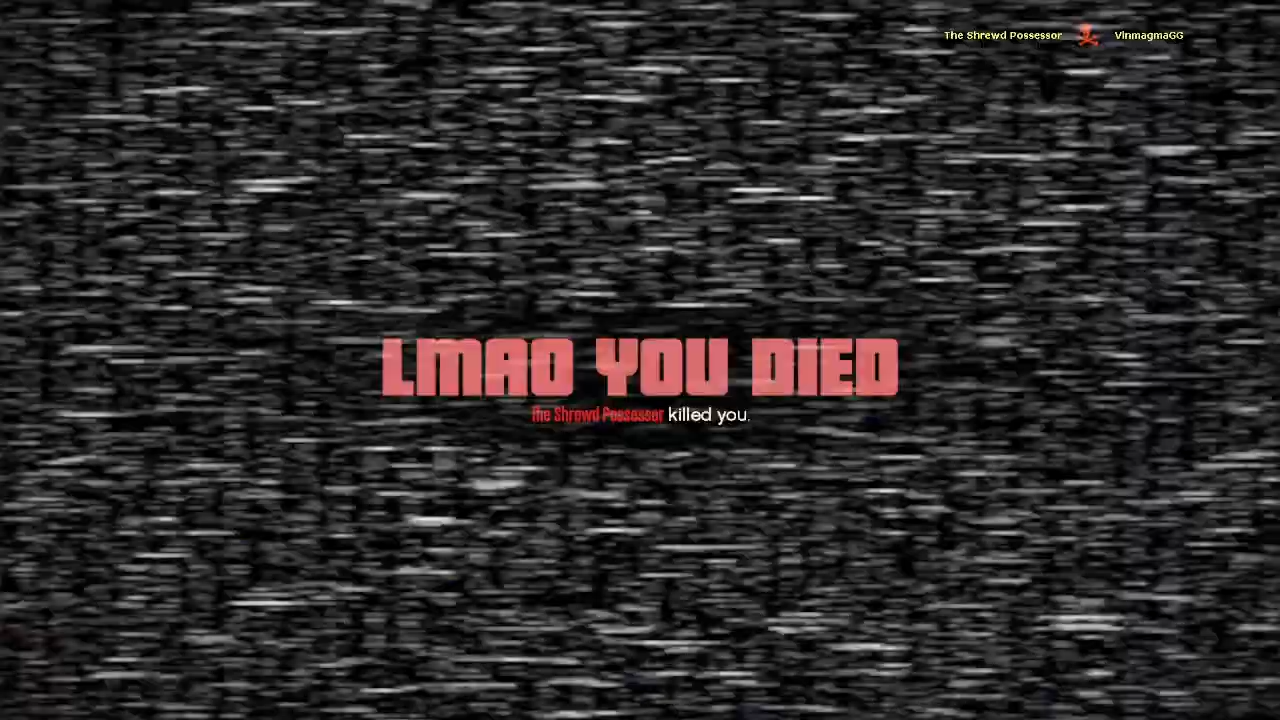 The Shrewd Possessor VinmagmaGG
LMAO YOU DIED
The Shrewd Possessor killed you.